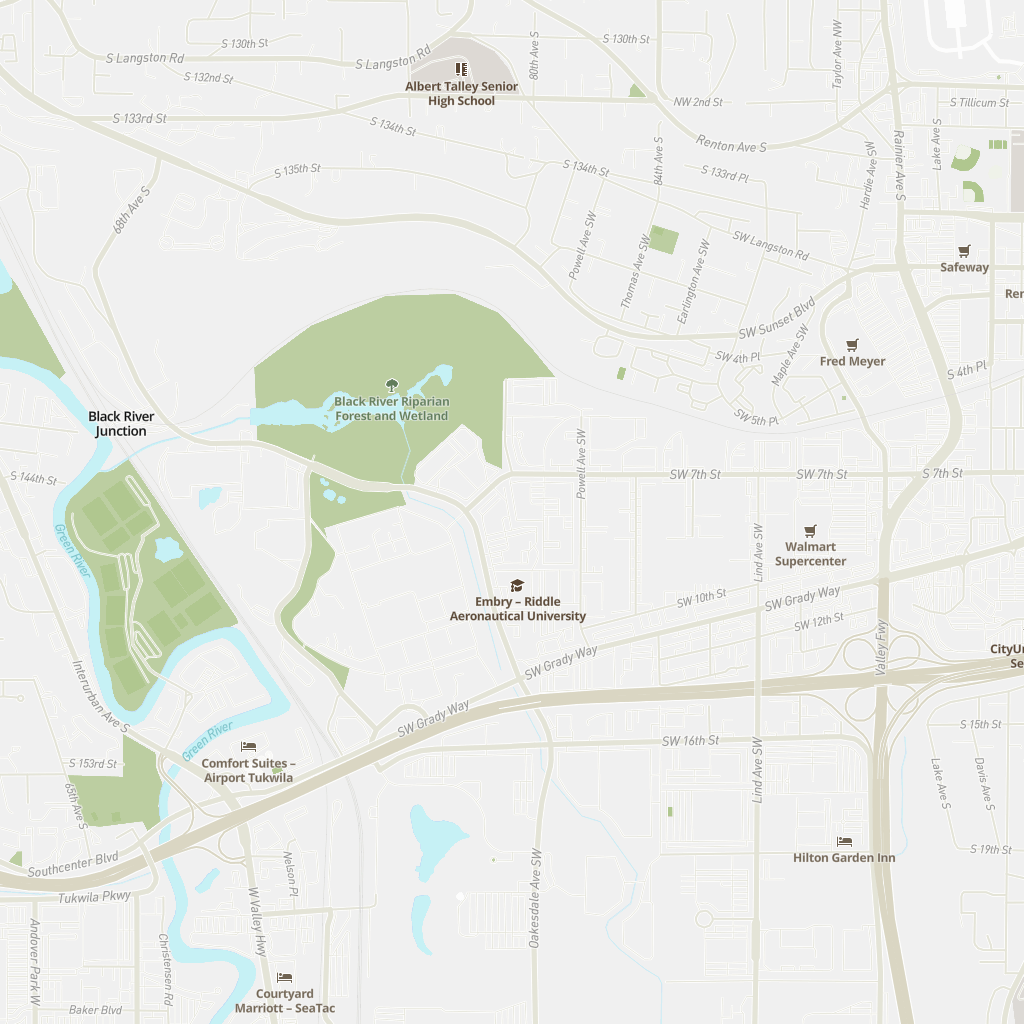 S 130th St
S Langston Rd
S Langston Rd
80th Ave S
S 130th St
Taylor Ave NW
S 132nd St
Albert Talley Senior
High School
NW 2nd St
S Tillicum St
S 133rd St
S 134th St
Renton Ave S
Rainier Ave S
Lake Ave S
84th Ave S
Hardie Ave SW
S 135th St
S 134th St
S 133rd Pl
68th Ave S
Powell Ave SW
Thomas Ave SW
Earlington Ave SW
SW Langston Rd
Safeway
Ren
SW Sunset Blvd
SW 4th Pl
Maple Ave SW
Fred Meyer
S 4th Pl
Black River Riparian
Forest and Wetland
Black River
Junction
SW 5th Pl
Powell Ave SW
S 144th St
SW 7th St
SW 7th St
S 7th St
Green River
Lind Ave SW
Walmart
Supercenter
Embry – Riddle
Aeronautical University
SW 10th St
SW Grady Way
SW 12th St
Valley Fwy
CityUn
Se
SW Grady Way
Interurban Ave S
SW Grady Way
Green River
SW 16th St
S 15th St
Comfort Suites –
Airport Tukwila
S 153rd St
65th Ave S
Lind Ave SW
Lake Ave S
Davis Ave S
Hilton Garden Inn
S 19th St
Southcenter Blvd
Tukwila Pkwy
Nelson Pl
W Valley Hwy
Oakesdale Ave SW
Andover Park W
Christensen Rd
Courtyard
Marriott – SeaTac
Baker Blvd